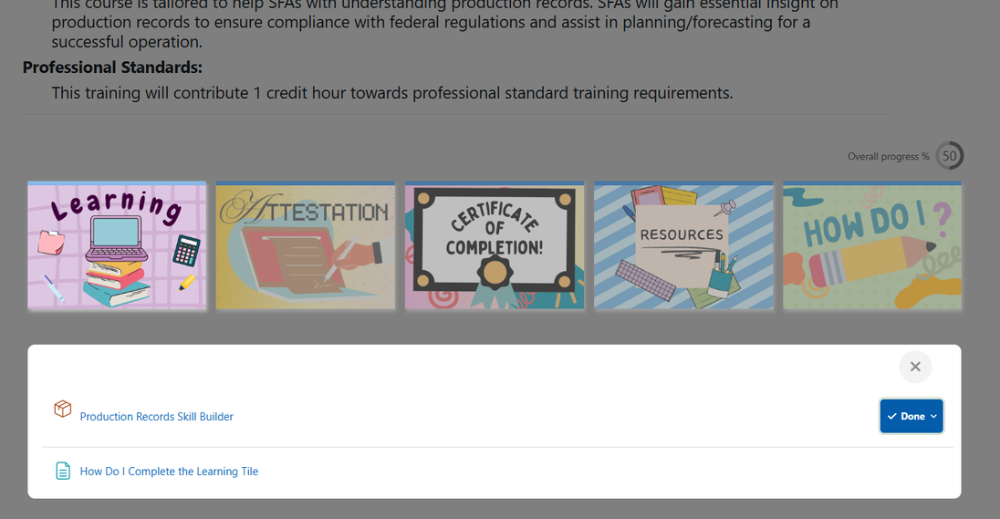 This course is tailored to help SFAs with understanding production records. SFAs will gain essential insight on
production records to ensure compliance with federal regulations and assist in planning/forecasting for a
successful operation.
Professional Standards:
This training will contribute 1 credit hour towards professional standard training requirements.
Overall progress %
50
Learning
ATTESTATION
CERTIFICATE
OF
COMPLETION!
RESOURCES
HOW DO I ?
Production Records Skill Builder
Done
How Do I Complete the Learning Tile